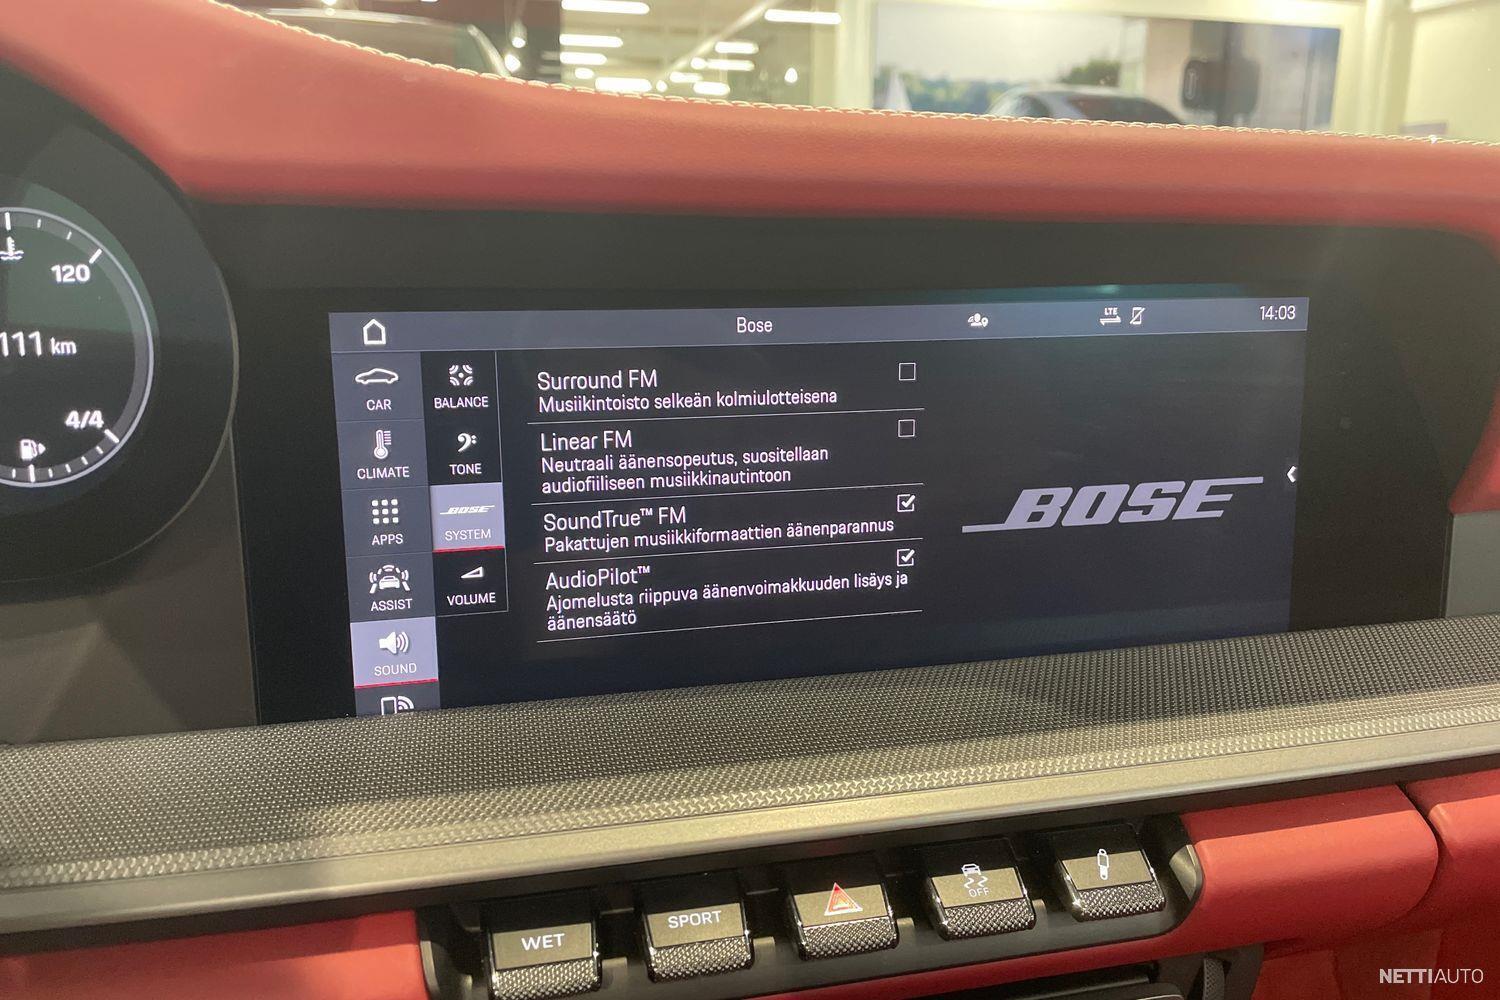 120
111 km
4/4
Bose
LTE
14:03
CAR
CLIMATE
APPS
ASSIST
SOUND
BALANCE
TONE
BOSE
SYSTEM
VOLUME
Surround FM
Musiikintoisto selkeän kolmiulotteisena
Linear FM
Neutraali äänensopeutus, suositellaan
audiofiiliseen musiikkinautintoon
SoundTrue™ FM
Pakattujen musiikkiformaattien äänenparannus
AudioPilot™
Ajomelusta riippuva äänenvoimakkuuden lisäys ja
äänensäätö
BOSE
WET
SPORT
OFF
NETTIAUTO